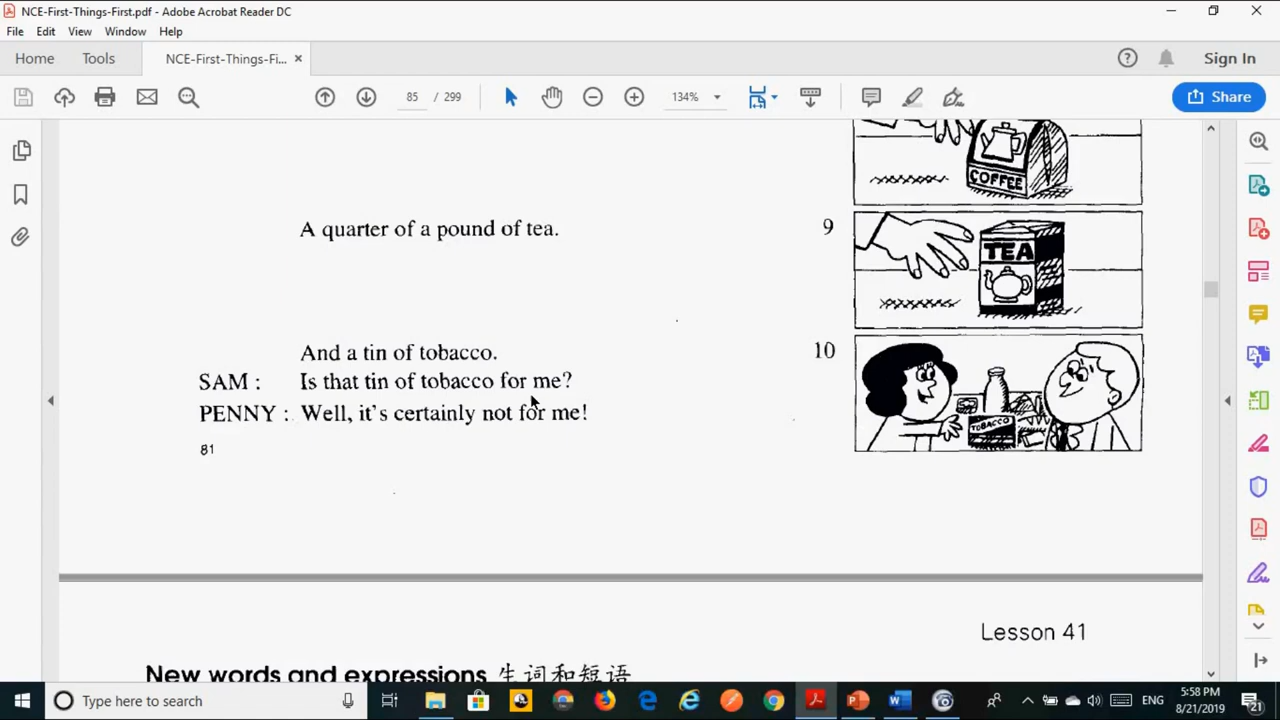 NCE-First-Things-First.pdf - Adobe Acrobat Reader DC
File Edit View Window Help
Home Tools NCE-First-Things-Fi... × Sign In
85 / 299 134% Share
COFFEE
A quarter of a pound of tea. 9
TEA
And a tin of tobacco. 10
SAM : Is that tin of tobacco for me?
PENNY : Well, it's certainly not for me!
TOBACCO
81
Lesson 41
New words and expressions 生词和短语
Type here to search
ENG 5:58 PM
8/21/2019
21